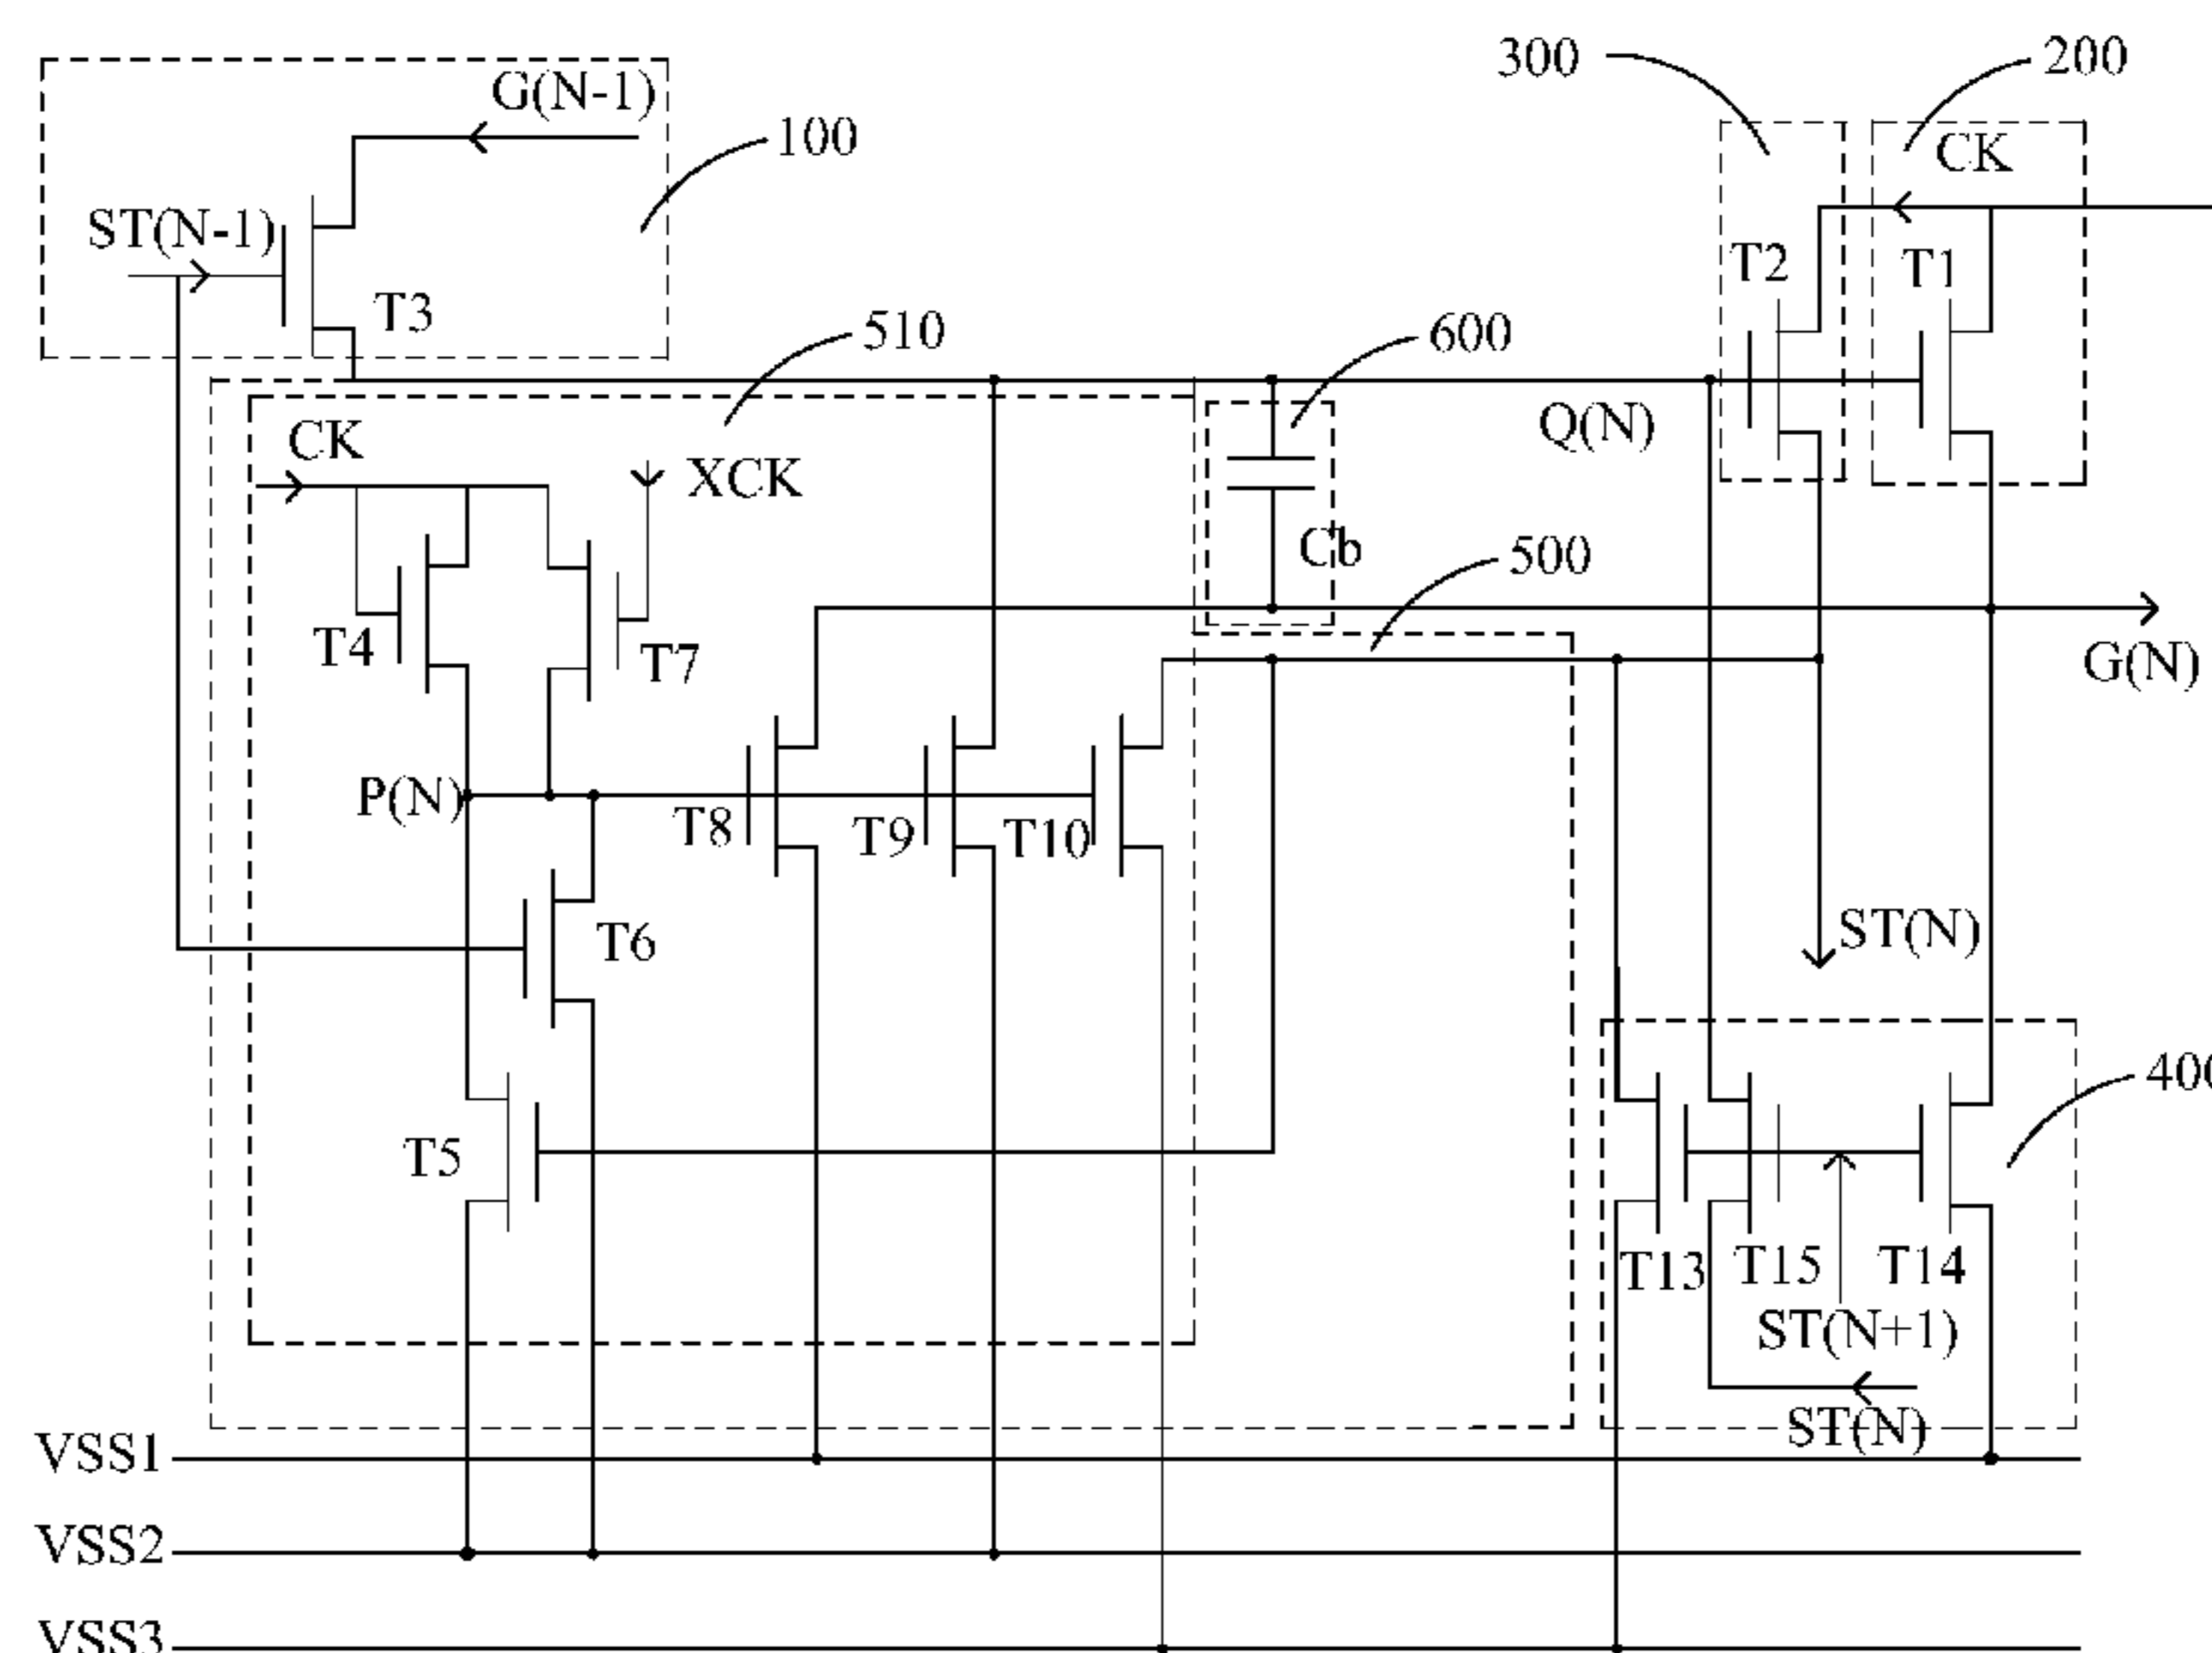 300
200
G(N-1)
100
CK
ST(N-1)
T2
T1
T3
510
600
Q(N)
CK
XCK
Cb
500
T4
T7
G(N)
P(N)
T8
T9
T10
T6
ST(N)
400
T5
T13
T15
T14
ST(N+1)
ST(N)
VSS1
VSS2
VSS3